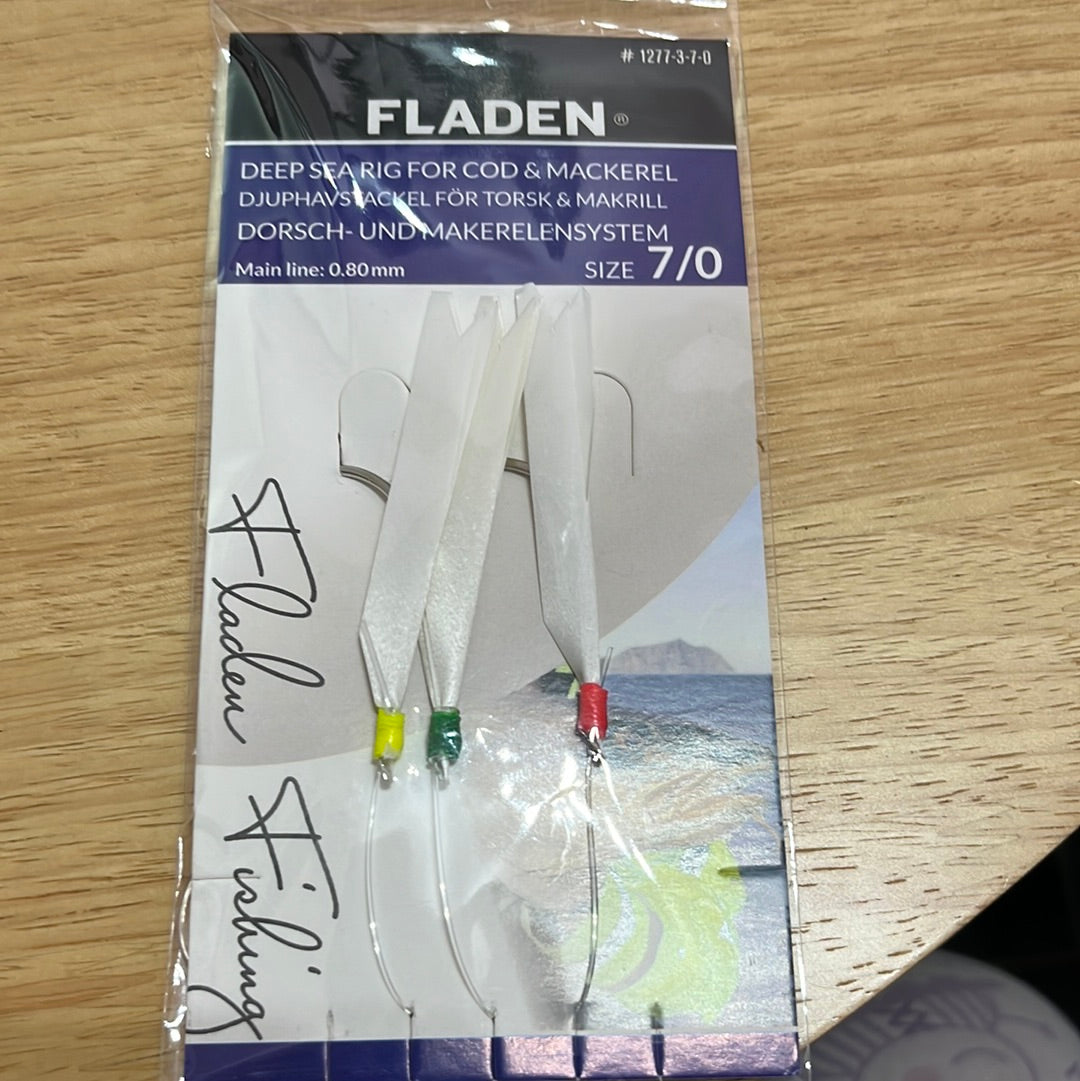 # 1277-3-7-0
FLADEN ®
DEEP SEA RIG FOR COD & MACKEREL
DJUPHAVSTACKEL FÖR TORSK & MAKRILL
DORSCH- UND MAKERELENSYSTEM
Main line: 0.80mm
SIZE 7/0
Fladen
Fishing